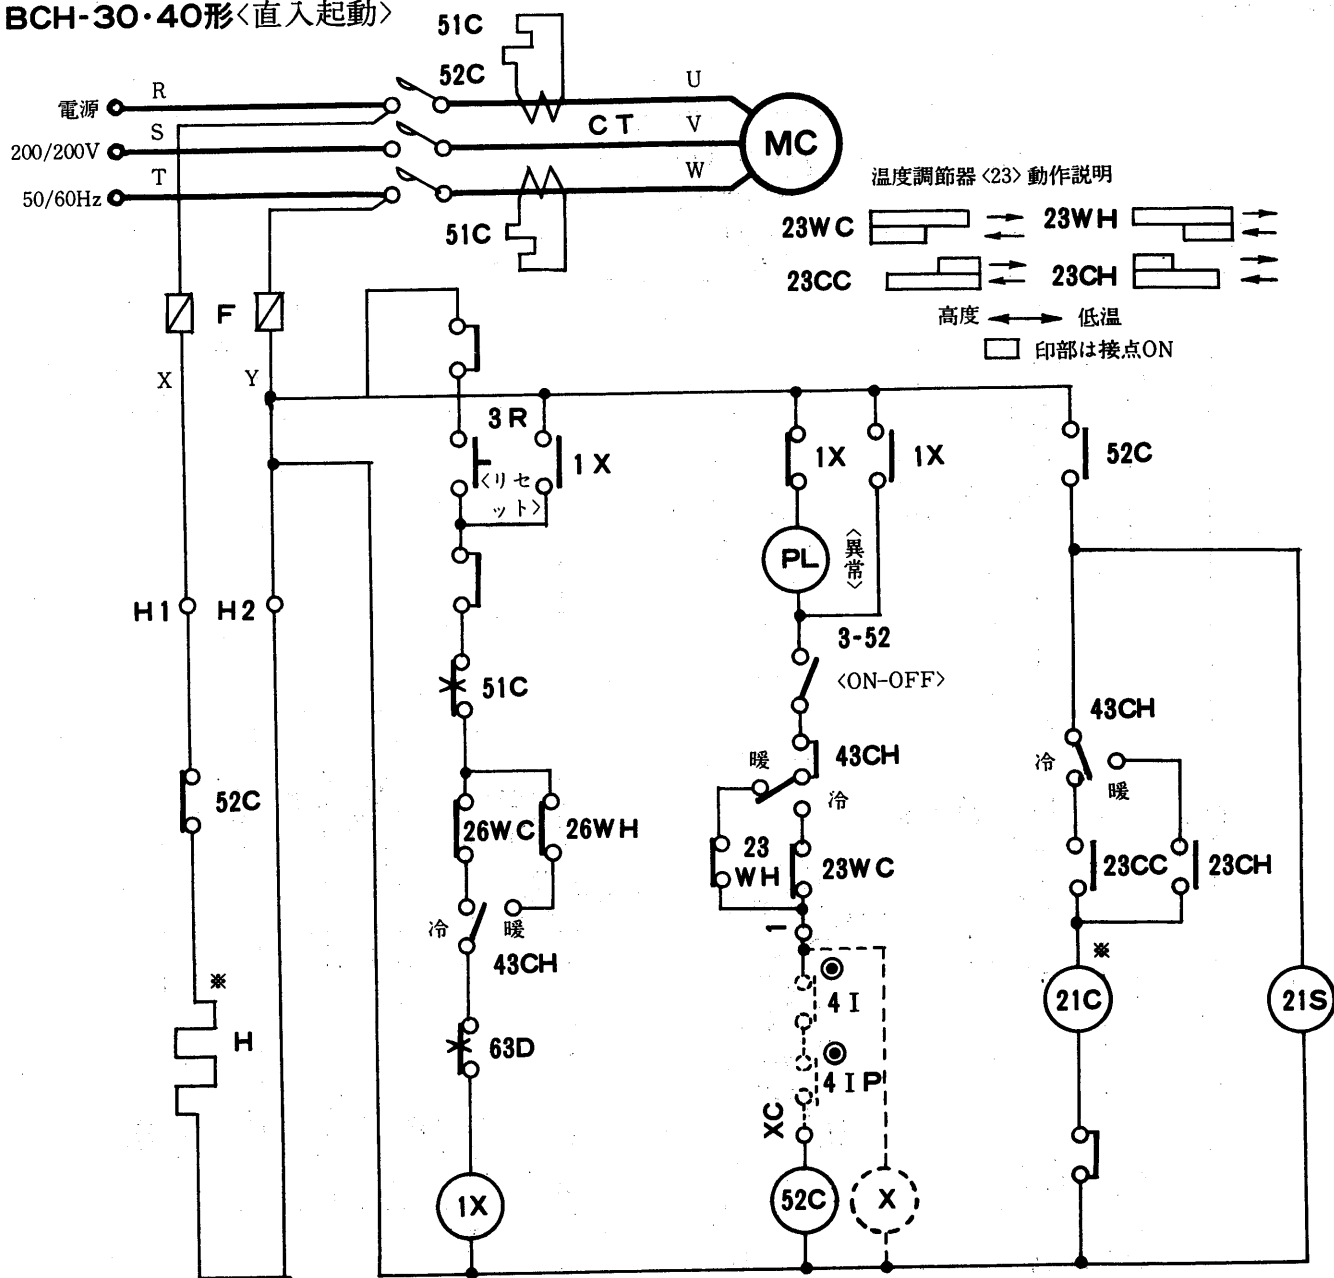 BCH-30・40形〈直入起動〉
51C
52C
電源
R
U
S
CT
V
MC
200/200V
T
W
50/60Hz
51C
温度調節器〈23〉動作説明
23WC
23WH
23CC
23CH
高度
低温
印部は接点ON
F
X
Y
3R
〈リセ
ット〉
1X
1X
1X
52C
PL
〈異常〉
H1
H2
3-52
〈ON-OFF〉
51C
43CH
43CH
暖
冷
冷
暖
52C
26WC
26WH
23
WH
23WC
23CC
23CH
冷
暖
43CH
1
※
※
H
63D
4I
4IP
21C
21S
XC
1X
52C
X